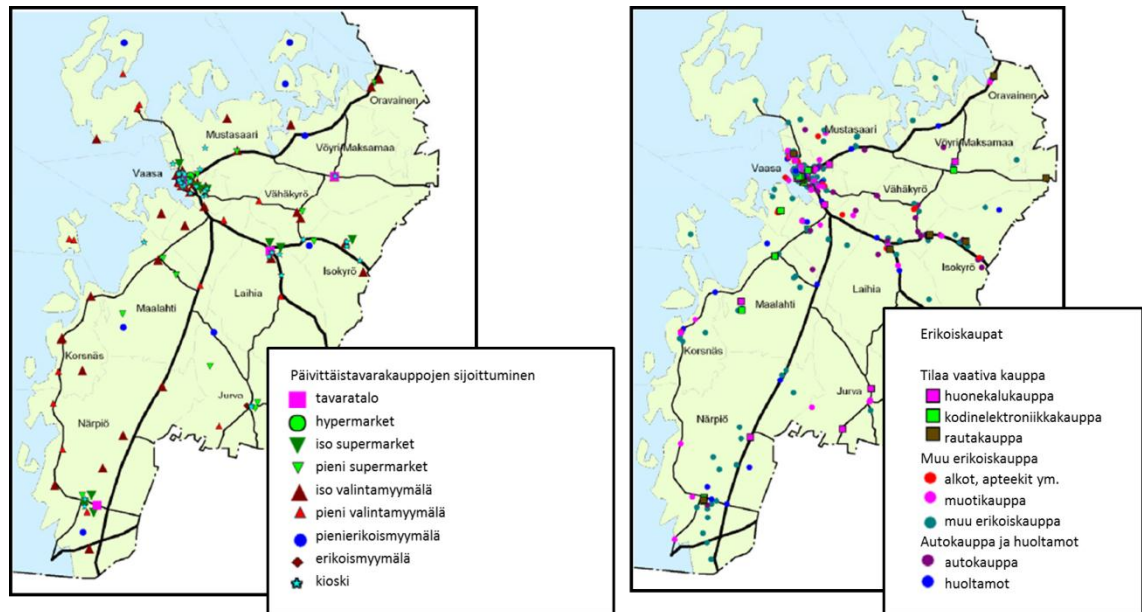 Oravainen
Mustasaari
Vöyri-Maksamaa
Vaasa
Vähäkyrö
Isokyrö
Laihia
Maalahti
Korsnäs
Jurva
Närpiö
Päivittäistavarakauppojen sijoittuminen
tavaratalo
hypermarket
iso supermarket
pieni supermarket
iso valintamyymälä
pieni valintamyymälä
pienierikoismyymälä
erikoismyymälä
kioski
Oravainen
Mustasaari
Vöyri-Maksamaa
Vaasa
Vähäkyrö
Isokyrö
Laihia
Maalahti
Korsnäs
Jurva
Närpiö
Erikoiskaupat
Tilaa vaativa kauppa
huonekalukauppa
kodinelektroniikkakauppa
rautakauppa
Muu erikoiskauppa
alkot, apteekit ym.
muotikauppa
muu erikoiskauppa
Autokauppa ja huoltamot
autokauppa
huoltamot